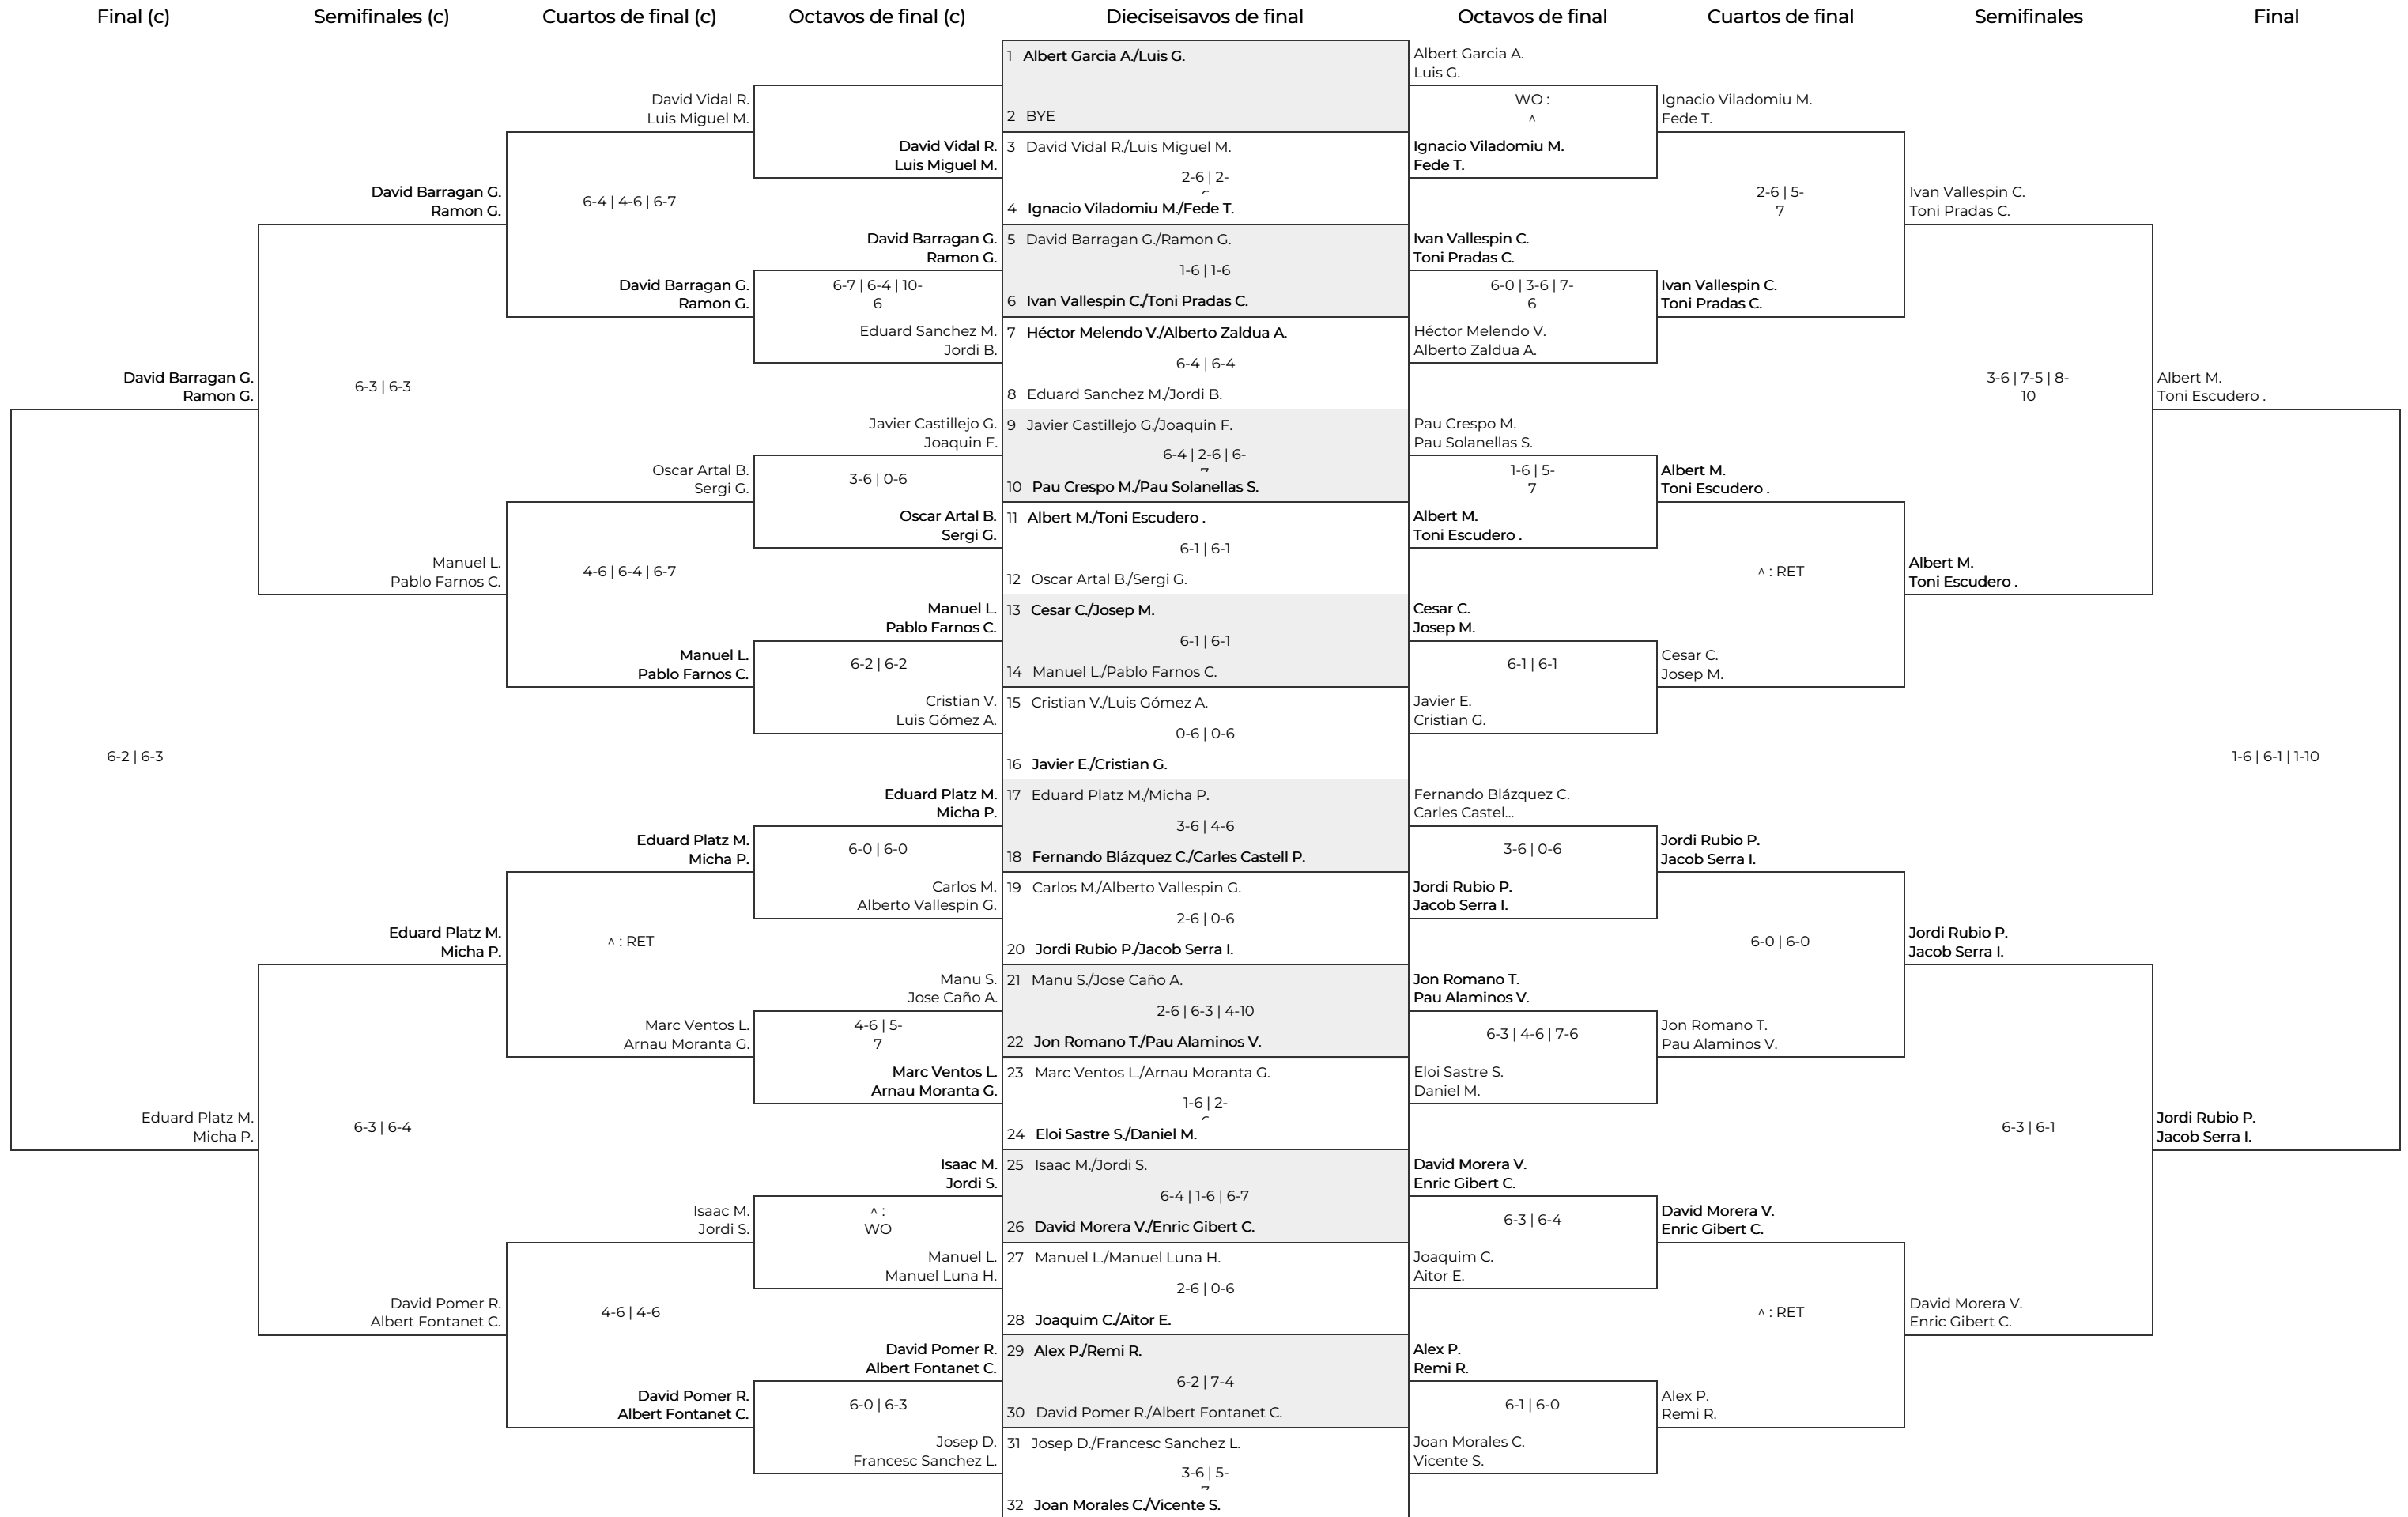 Final (c)
Semifinales (c)
Cuartos de final (c)
Octavos de final (c)
Dieciseisavos de final
Octavos de final
Cuartos de final
Semifinales
Final
David Barragan G.
Ramon G.
6-2 | 6-3
Eduard Platz M.
Micha P.
David Barragan G.
Ramon G.
6-3 | 6-3
Manuel L.
Pablo Farnos C.
Eduard Platz M.
Micha P.
6-3 | 6-4
David Pomer R.
Albert Fontanet C.
David Vidal R.
Luis Miguel M.
6-4 | 4-6 | 6-7
David Barragan G.
Ramon G.
Oscar Artal B.
Sergi G.
4-6 | 6-4 | 6-7
Manuel L.
Pablo Farnos C.
Eduard Platz M.
Micha P.
^ : RET
Marc Ventos L.
Arnau Moranta G.
Isaac M.
Jordi S.
4-6 | 4-6
David Pomer R.
Albert Fontanet C.
David Vidal R.
Luis Miguel M.
David Barragan G.
Ramon G.
6-7 | 6-4 | 10-
6
Eduard Sanchez M.
Jordi B.
Javier Castillejo G.
Joaquin F.
3-6 | 0-6
Oscar Artal B.
Sergi G.
Manuel L.
Pablo Farnos C.
6-2 | 6-2
Cristian V.
Luis Gómez A.
Eduard Platz M.
Micha P.
6-0 | 6-0
Carlos M.
Alberto Vallespin G.
Manu S.
Jose Caño A.
4-6 | 5-
7
Marc Ventos L.
Arnau Moranta G.
Isaac M.
Jordi S.
^ :
WO
Manuel L.
Manuel Luna H.
David Pomer R.
Albert Fontanet C.
6-0 | 6-3
Josep D.
Francesc Sanchez L.
1 Albert Garcia A./Luis G.
2 BYE
3 David Vidal R./Luis Miguel M.
2-6 | 2-
4 Ignacio Viladomiu M./Fede T.
5 David Barragan G./Ramon G.
1-6 | 1-6
6 Ivan Vallespin C./Toni Pradas C.
7 Héctor Melendo V./Alberto Zaldua A.
6-4 | 6-4
8 Eduard Sanchez M./Jordi B.
9 Javier Castillejo G./Joaquin F.
6-4 | 2-6 | 6-
10 Pau Crespo M./Pau Solanellas S.
11 Albert M./Toni Escudero .
6-1 | 6-1
12 Oscar Artal B./Sergi G.
13 Cesar C./Josep M.
6-1 | 6-1
14 Manuel L./Pablo Farnos C.
15 Cristian V./Luis Gómez A.
0-6 | 0-6
16 Javier E./Cristian G.
17 Eduard Platz M./Micha P.
3-6 | 4-6
18 Fernando Blázquez C./Carles Castell P.
19 Carlos M./Alberto Vallespin G.
2-6 | 0-6
20 Jordi Rubio P./Jacob Serra I.
21 Manu S./Jose Caño A.
2-6 | 6-3 | 4-10
22 Jon Romano T./Pau Alaminos V.
23 Marc Ventos L./Arnau Moranta G.
1-6 | 2-
24 Eloi Sastre S./Daniel M.
25 Isaac M./Jordi S.
6-4 | 1-6 | 6-7
26 David Morera V./Enric Gibert C.
27 Manuel L./Manuel Luna H.
2-6 | 0-6
28 Joaquim C./Aitor E.
29 Alex P./Remi R.
6-2 | 7-4
30 David Pomer R./Albert Fontanet C.
31 Josep D./Francesc Sanchez L.
3-6 | 5-
32 Joan Morales C./Vicente S.
Albert Garcia A.
Luis G.
WO :
^
Ignacio Viladomiu M.
Fede T.
Ivan Vallespin C.
Toni Pradas C.
6-0 | 3-6 | 7-
6
Héctor Melendo V.
Alberto Zaldua A.
Pau Crespo M.
Pau Solanellas S.
1-6 | 5-
7
Albert M.
Toni Escudero .
Cesar C.
Josep M.
6-1 | 6-1
Javier E.
Cristian G.
Fernando Blázquez C.
Carles Castel...
3-6 | 0-6
Jordi Rubio P.
Jacob Serra I.
Jon Romano T.
Pau Alaminos V.
6-3 | 4-6 | 7-6
Eloi Sastre S.
Daniel M.
David Morera V.
Enric Gibert C.
6-3 | 6-4
Joaquim C.
Aitor E.
Alex P.
Remi R.
6-1 | 6-0
Joan Morales C.
Vicente S.
Ignacio Viladomiu M.
Fede T.
2-6 | 5-
7
Ivan Vallespin C.
Toni Pradas C.
Albert M.
Toni Escudero .
^ : RET
Cesar C.
Josep M.
Jordi Rubio P.
Jacob Serra I.
6-0 | 6-0
Jon Romano T.
Pau Alaminos V.
David Morera V.
Enric Gibert C.
^ : RET
Alex P.
Remi R.
Ivan Vallespin C.
Toni Pradas C.
3-6 | 7-5 | 8-
10
Albert M.
Toni Escudero .
Jordi Rubio P.
Jacob Serra I.
6-3 | 6-1
David Morera V.
Enric Gibert C.
Albert M.
Toni Escudero .
1-6 | 6-1 | 1-10
Jordi Rubio P.
Jacob Serra I.